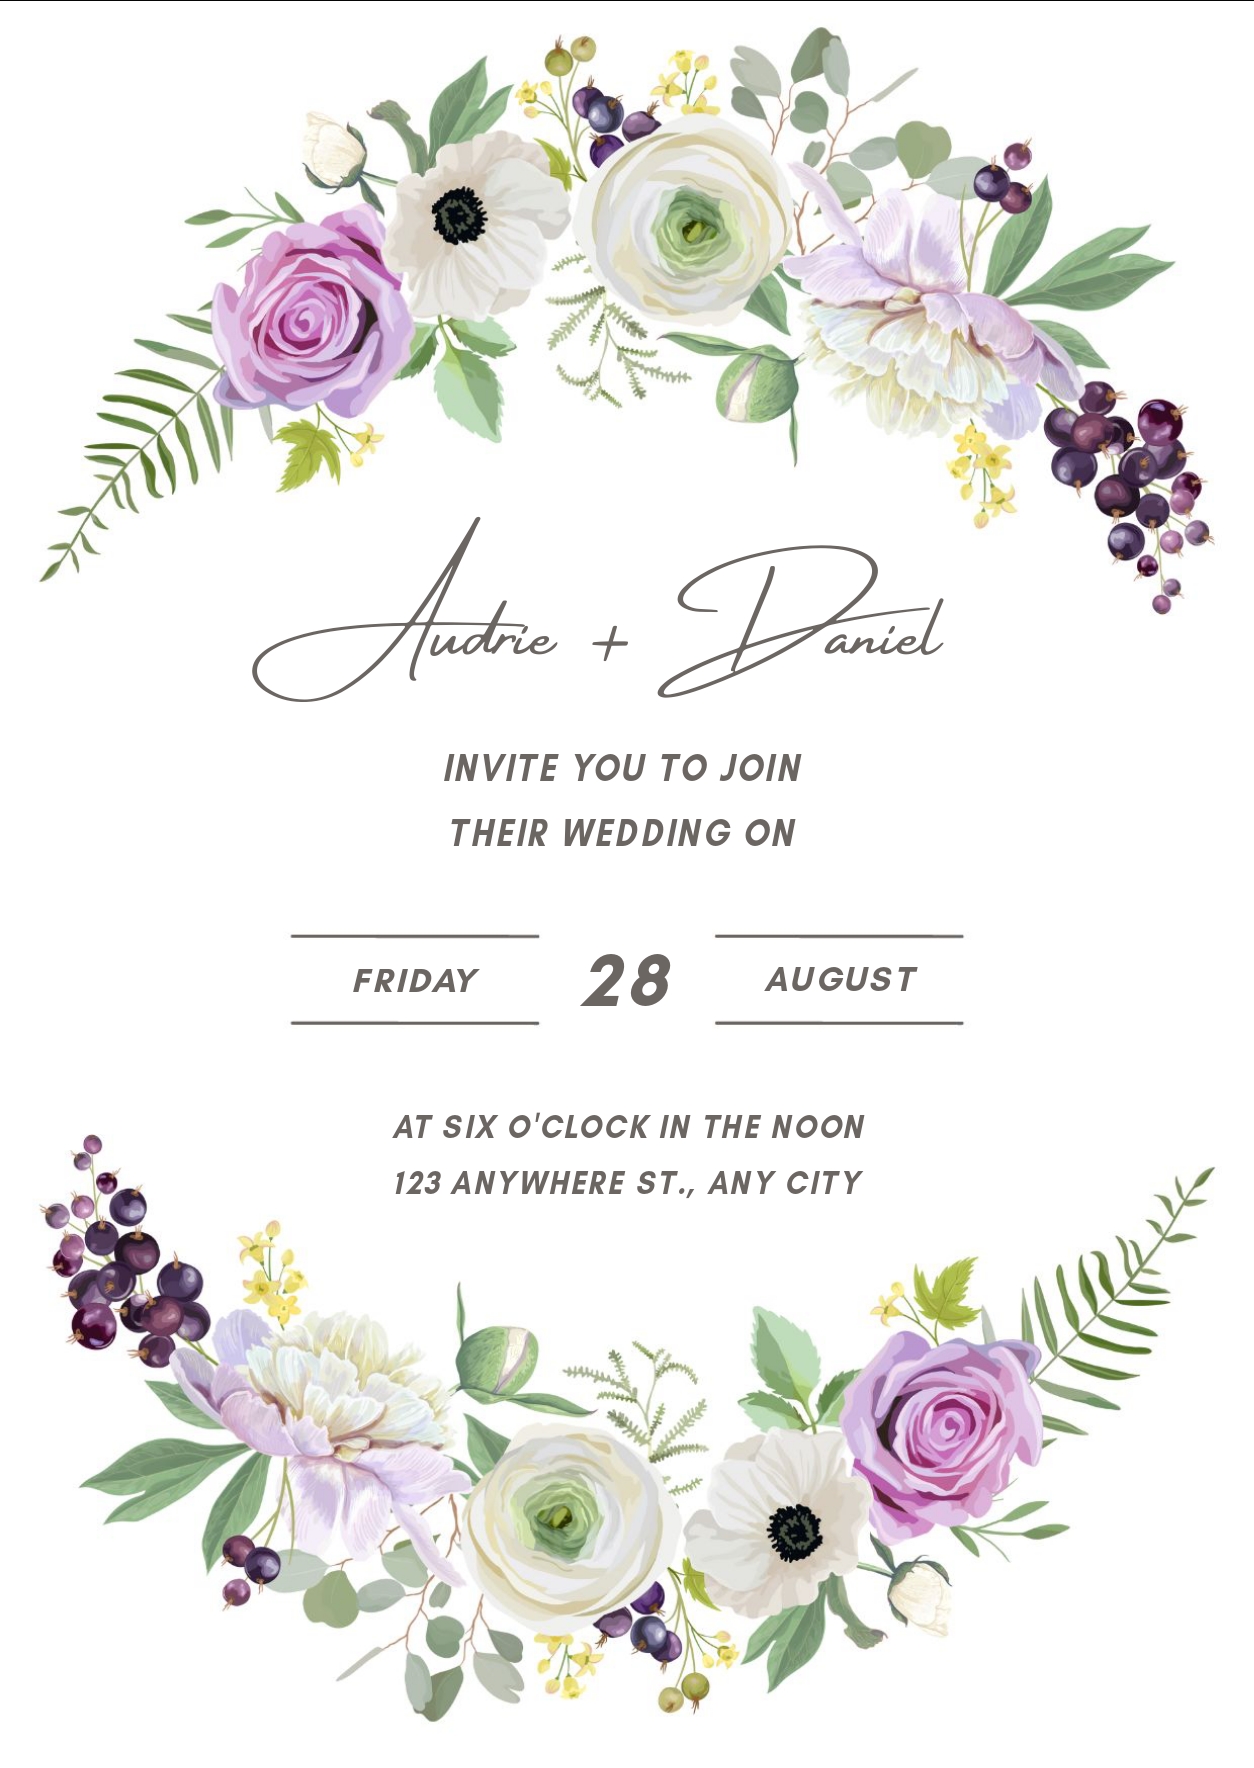 Audrie + Daniel
INVITE YOU TO JOIN
THEIR WEDDING ON
FRIDAY 28 AUGUST
AT SIX O'CLOCK IN THE NOON
123 ANYWHERE ST., ANY CITY